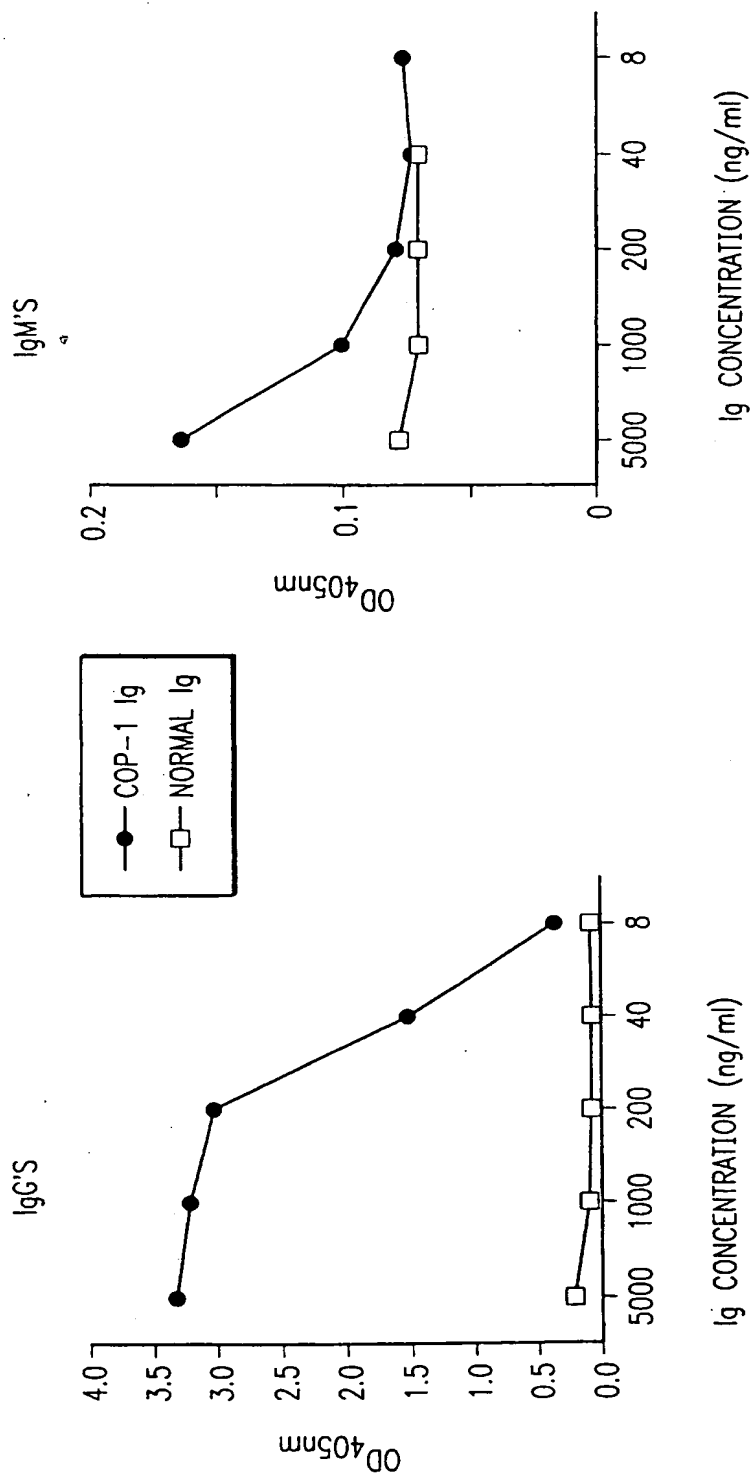 IgG'S
OD405nm
4.0
3.5
3.0
2.5
2.0
1.5
1.0
0.5
0.0
5000 1000 200 40 8
Ig CONCENTRATION (ng/ml)
COP-1 Ig
NORMAL Ig
IgM'S
OD405nm
0.2
0.1
0
5000 1000 200 40 8
Ig CONCENTRATION (ng/ml)